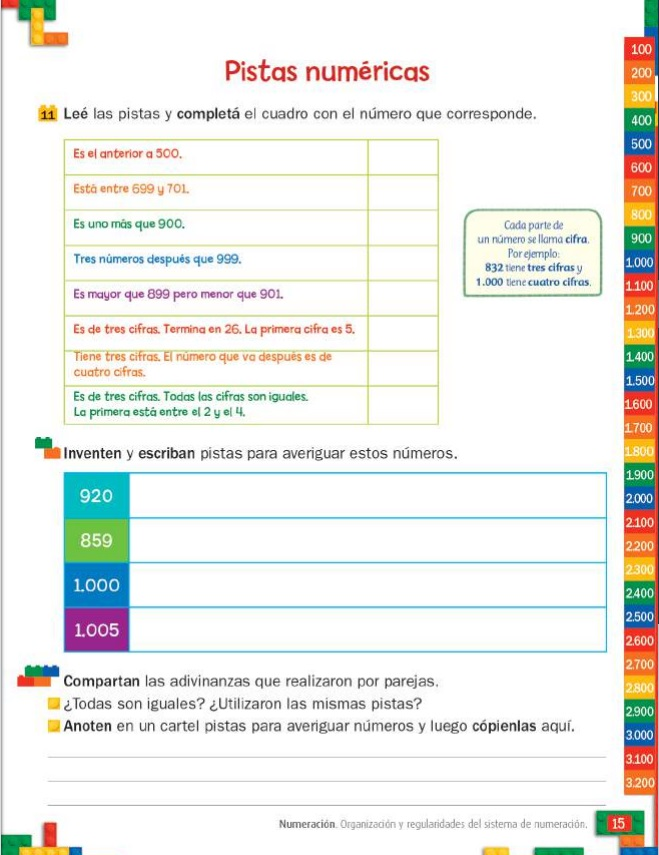 Pistas numéricas
11 Leé las pistas y completá el cuadro con el número que corresponde.
Es el anterior a 500.
Está entre 699 y 701.
Es uno más que 900.
Tres números después que 999.
Es mayor que 899 pero menor que 901.
Es de tres cifras. Termina en 26. La primera cifra es 5.
Tiene tres cifras. El número que va después es de
cuatro cifras.
Es de tres cifras. Todas las cifras son iguales.
La primera está entre el 2 y el 4.
Cada parte de
un número se llama cifra.
Por ejemplo:
832 tiene tres cifras y
1.000 tiene cuatro cifras.
Inventen y escriban pistas para averiguar estos números.
920
859
1.000
1.005
Compartan las adivinanzas que realizaron por parejas.
¿Todas son iguales? ¿Utilizaron las mismas pistas?
Anoten en un cartel pistas para averiguar números y luego cópienlas aquí.
Numeración. Organización y regularidades del sistema de numeración.
15
100
200
300
400
500
600
700
800
900
1.000
1.100
1.200
1.300
1.400
1.500
1.600
1.700
1.800
1.900
2.000
2.100
2.200
2.300
2.400
2.500
2.600
2.700
2.800
2.900
3.000
3.100
3.200